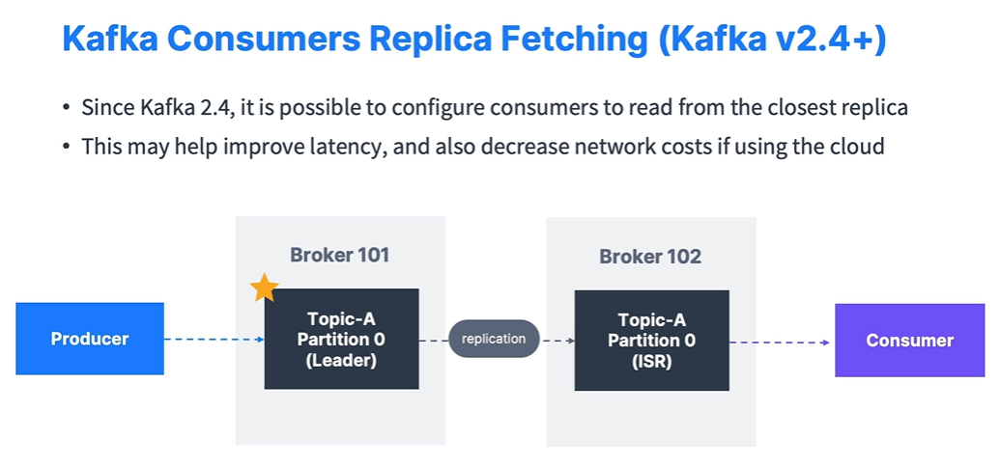 Kafka Consumers Replica Fetching (Kafka v2.4+)
• Since Kafka 2.4, it is possible to configure consumers to read from the closest replica
• This may help improve latency, and also decrease network costs if using the cloud
Broker 101
Broker 102
Producer
Topic-A
Partition 0
(Leader)
replication
Topic-A
Partition 0
(ISR)
Consumer